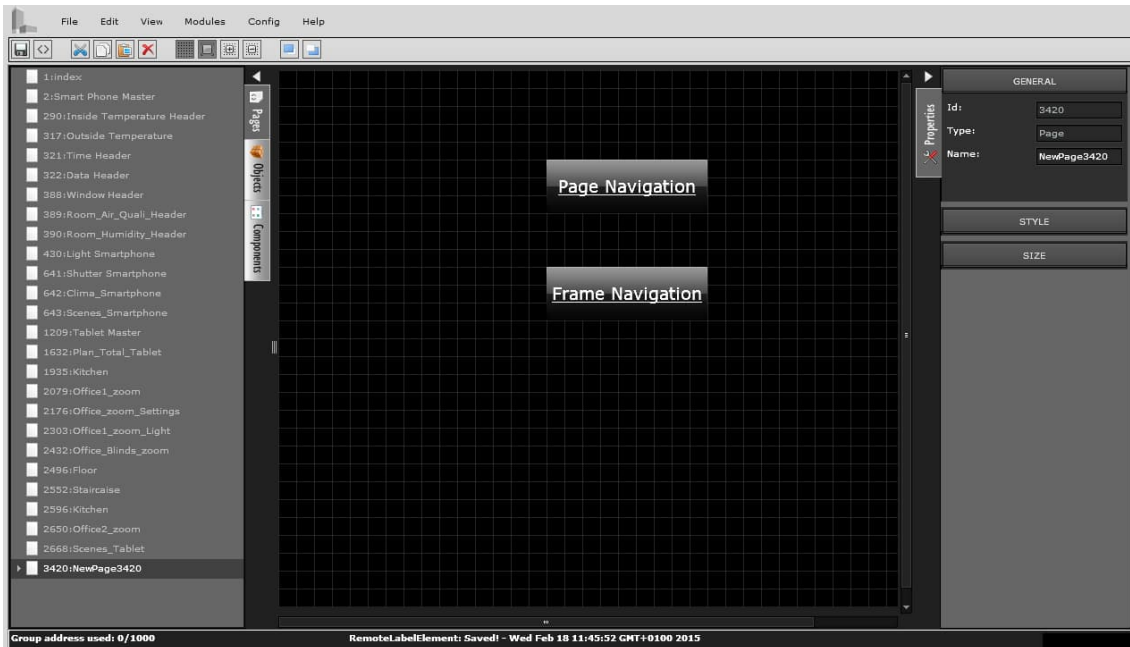 File Edit View Modules Config Help
1:index
2:Smart Phone Master
290:Inside Temperature Header
317:Outside Temperature
321:Time Header
322:Data Header
388:Window Header
389:Room_Air_Quali_Header
390:Room_Humidity_Header
430:Light Smartphone
641:Shutter Smartphone
642:Clima_Smartphone
643:Scenes_Smartphone
1209:Tablet Master
1632:Plan_Total_Tablet
1935:Kitchen
2079:Office1_zoom
2176:Office_zoom_Settings
2303:Office1_zoom_Light
2432:Office_Blinds_zoom
2496:Floor
2552:Staircaise
2596:Kitchen
2650:Office2_zoom
2668:Scenes_Tablet
3420:NewPage3420
Pages
Objects
Components
Page Navigation
Frame Navigation
Properties
GENERAL
Id: 3420
Type: Page
Name: NewPage3420
STYLE
SIZE
Group address used: 0/1000 RemoteLabelElement: Saved! - Wed Feb 18 11:45:52 GMT+0100 2015